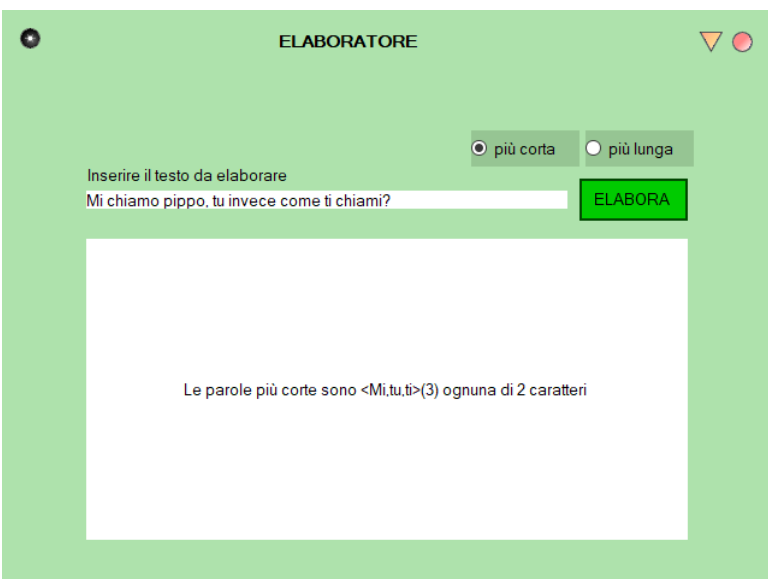 ELABORATORE
più corta
più lunga
Inserire il testo da elaborare
Mi chiamo pippo, tu invece come ti chiami?
ELABORA
Le parole più corte sono <Mi,tu,ti>(3) ognuna di 2 caratteri